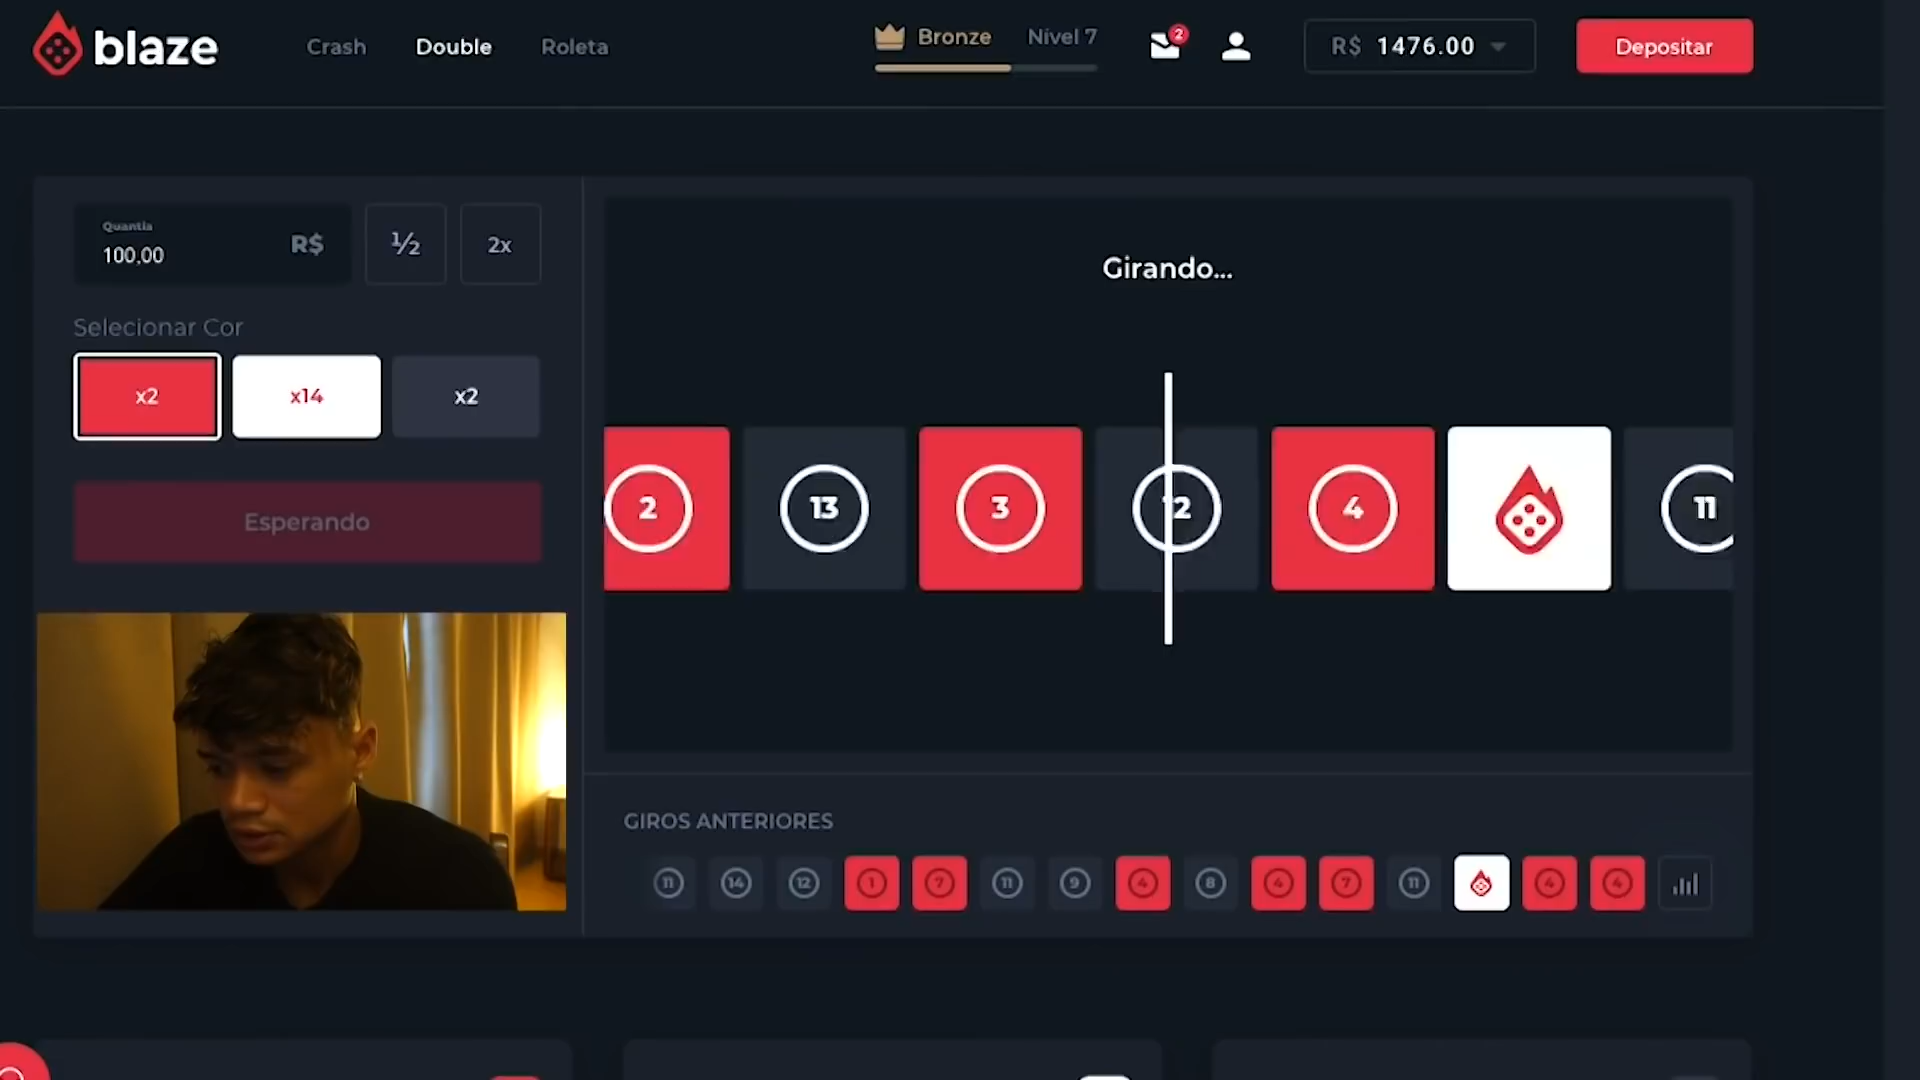 blaze
Crash
Double
Roleta
Bronze
Nível 7
2
R$ 1476.00
Depositar
Quantia
100,00
R$
½
2x
Selecionar Cor
x2
x14
x2
Esperando
Girando...
2
13
3
12
4
11
GIROS ANTERIORES
11
14
12
1
7
11
9
4
8
4
7
11
4
4